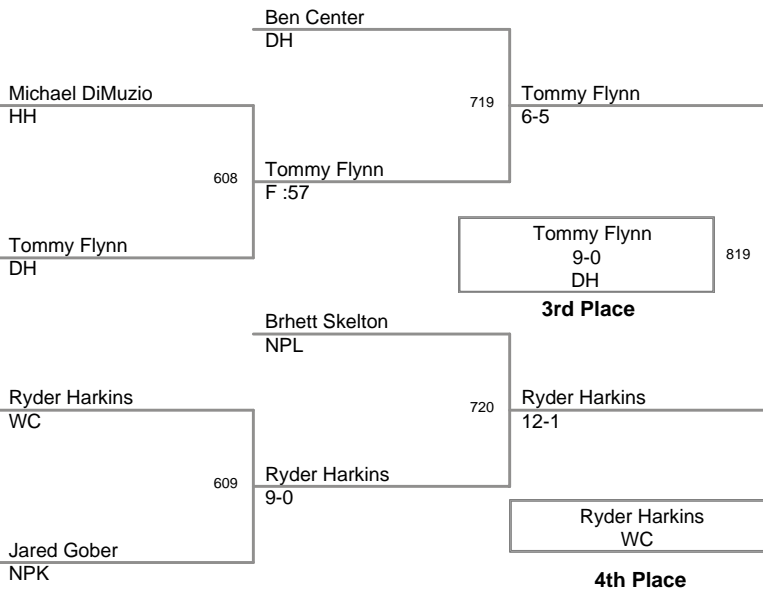 Ben Center
DH
Michael DiMuzio
HH
719
Tommy Flynn
6-5
608
Tommy Flynn
F :57
Tommy Flynn
DH
Tommy Flynn
9-0
DH
819
3rd Place
Brhett Skelton
NPL
Ryder Harkins
WC
720
Ryder Harkins
12-1
609
Ryder Harkins
9-0
Jared Gober
NPK
Ryder Harkins
WC
4th Place